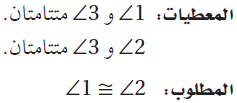 المعطيات: ∠1 و ∠3 متتامتان.
∠2 و ∠3 متتامتان.
المطلوب: ∠1 ≅ ∠2